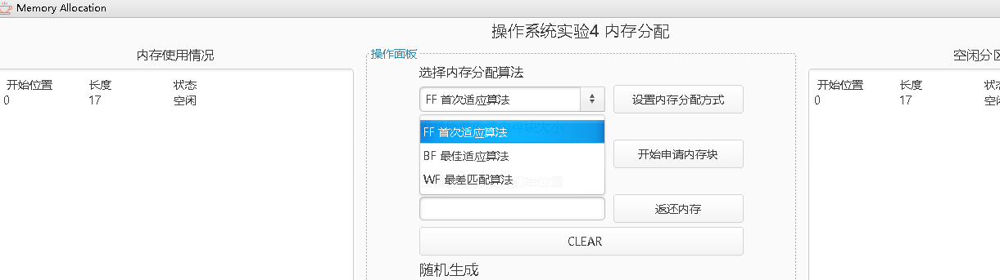 Memory Allocation
操作系统实验4 内存分配
内存使用情况
开始位置 长度 状态
0 17 空闲
操作面板
选择内存分配算法
FF 首次适应算法
设置内存分配方式
FF 首次适应算法
BF 最佳适应算法
WF 最差匹配算法
开始申请内存块
返还内存
CLEAR
随机生成
空闲分区
开始位置 长度 状态
0 17 空闲